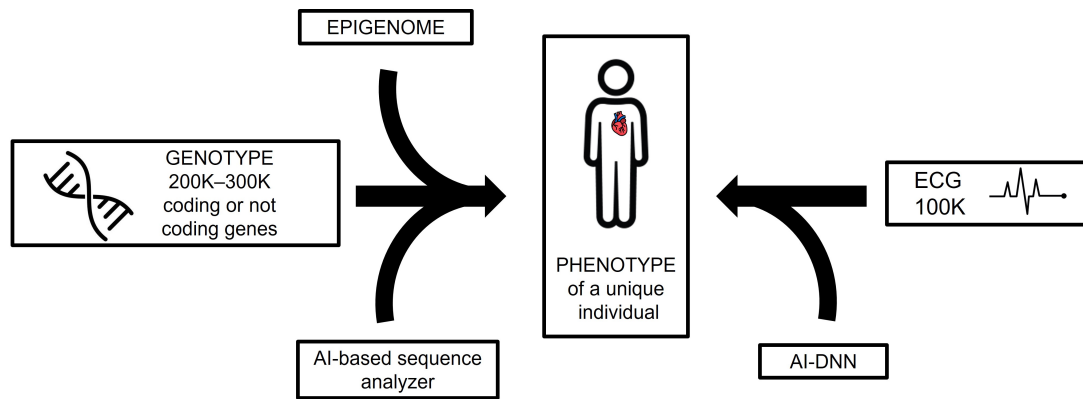 EPIGENOME
GENOTYPE
200K–300K
coding or not
coding genes
AI-based sequence
analyzer
PHENOTYPE
of a unique
individual
ECG
100K
AI-DNN